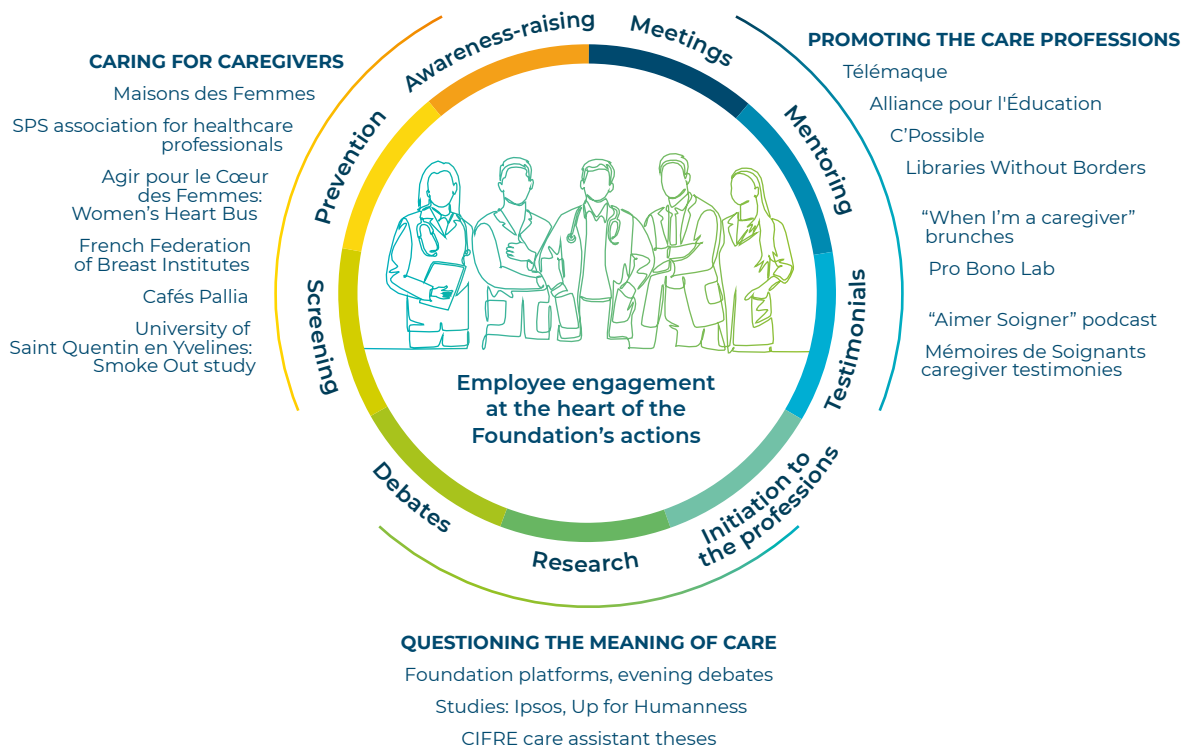 Awareness-raising
Meetings
Mentoring
Testimonials
Initiation to
the professions
Research
Debates
Screening
Prevention
Employee engagement
at the heart of the
Foundation's actions
CARING FOR CAREGIVERS
Maisons des Femmes
SPS association for healthcare
professionals
Agir pour le Cœur
des Femmes:
Women's Heart Bus
French Federation
of Breast Institutes
Cafés Pallia
University of
Saint Quentin en Yvelines:
Smoke Out study
PROMOTING THE CARE PROFESSIONS
Télémaque
Alliance pour l'Éducation
C'Possible
Libraries Without Borders
“When I'm a caregiver”
brunches
Pro Bono Lab
“Aimer Soigner” podcast
Mémoires de Soignants
caregiver testimonies
QUESTIONING THE MEANING OF CARE
Foundation platforms, evening debates
Studies: Ipsos, Up for Humanness
CIFRE care assistant theses